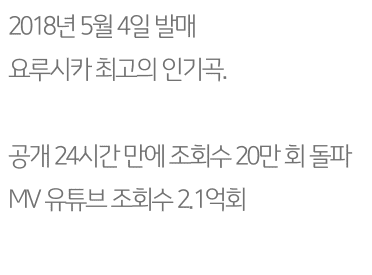 2018년 5월 4일 발매
요루시카 최고의 인기곡.
공개 24시간 만에 조회수 20만 회 돌파
MV 유튜브 조회수 2.1억회